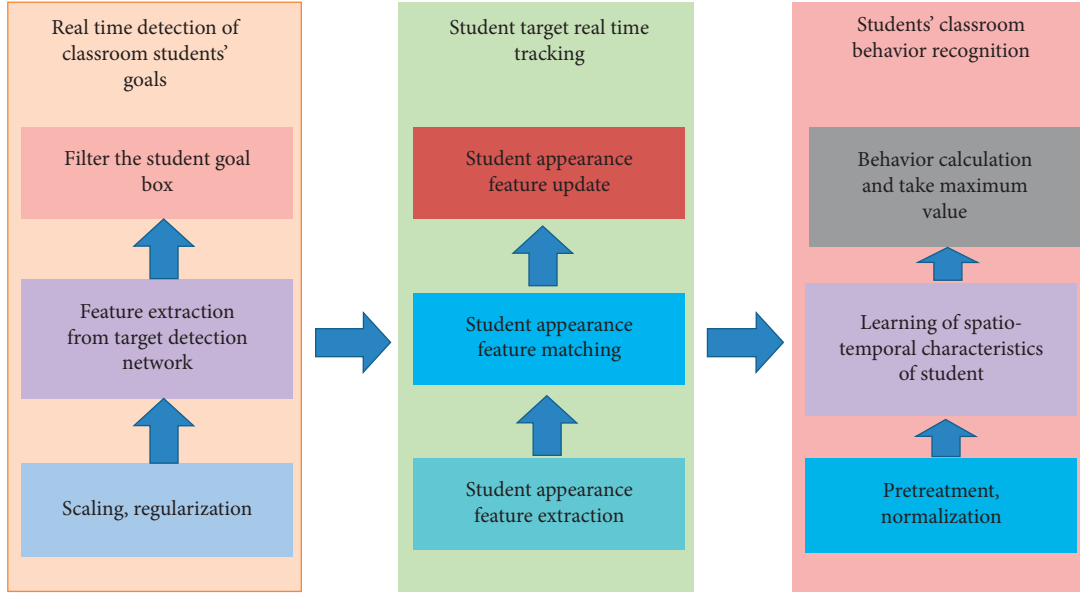 Real time detection of
classroom students’
goals
Filter the student goal
box
Feature extraction
from target detection
network
Scaling, regularization
Student target real time
tracking
Student appearance
feature update
Student appearance
feature matching
Student appearance
feature extraction
Students’ classroom
behavior recognition
Behavior calculation
and take maximum
value
Learning of spatio-
temporal characteristics
of student
Pretreatment,
normalization